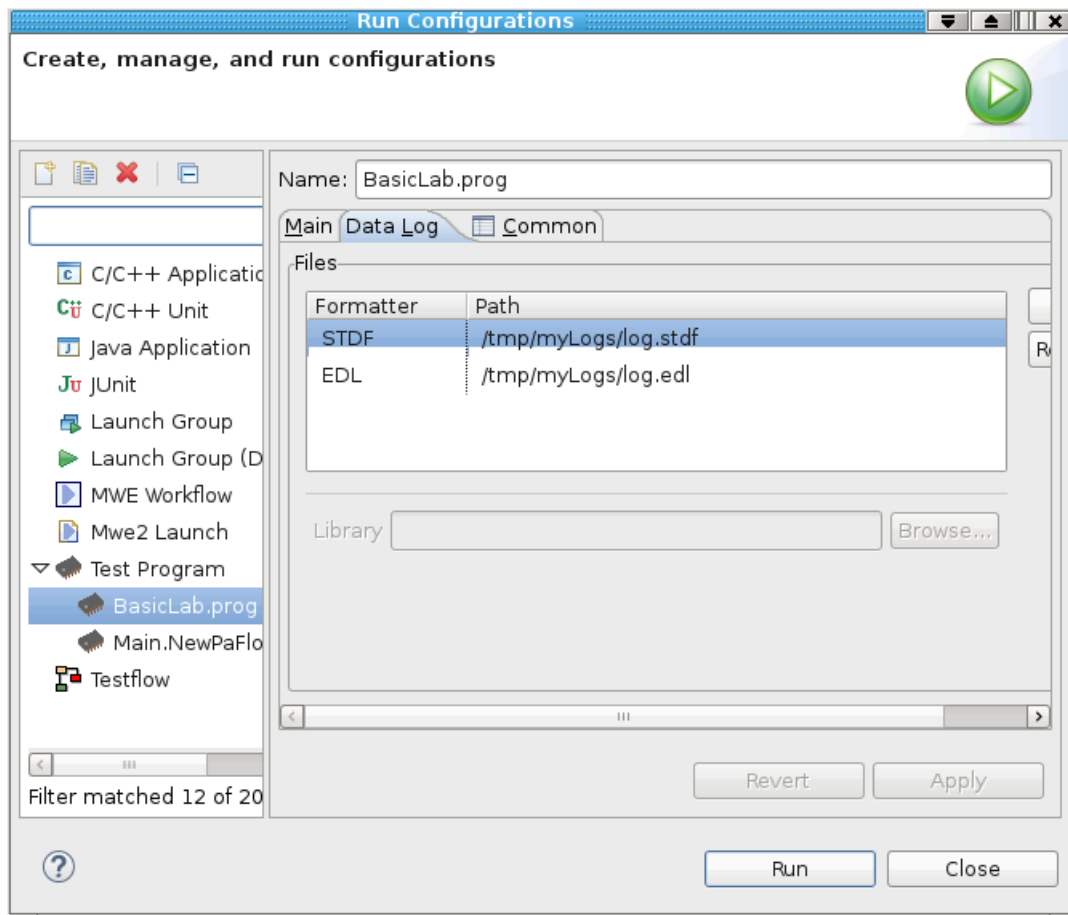 Run Configurations
Create, manage, and run configurations
Name: BasicLab.prog
Main Data Log Common
Files
Formatter Path
STDF /tmp/myLogs/log.stdf
EDL /tmp/myLogs/log.edl
Library Browse...
C/C++ Applicatic
C/C++ Unit
Java Application
JUnit
Launch Group
Launch Group (D
MWE Workflow
Mwe2 Launch
Test Program
BasicLab.prog
Main.NewPaFlo
Testflow
Filter matched 12 of 20
Revert Apply
Run Close